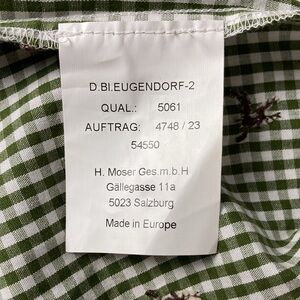 D.BI.EUGENDORF-2
QUAL.: 5061
AUFTRAG: 4748 / 23
54550
H. Moser Ges.m.b.H
Gällegasse 11a
5023 Salzburg
Made in Europe